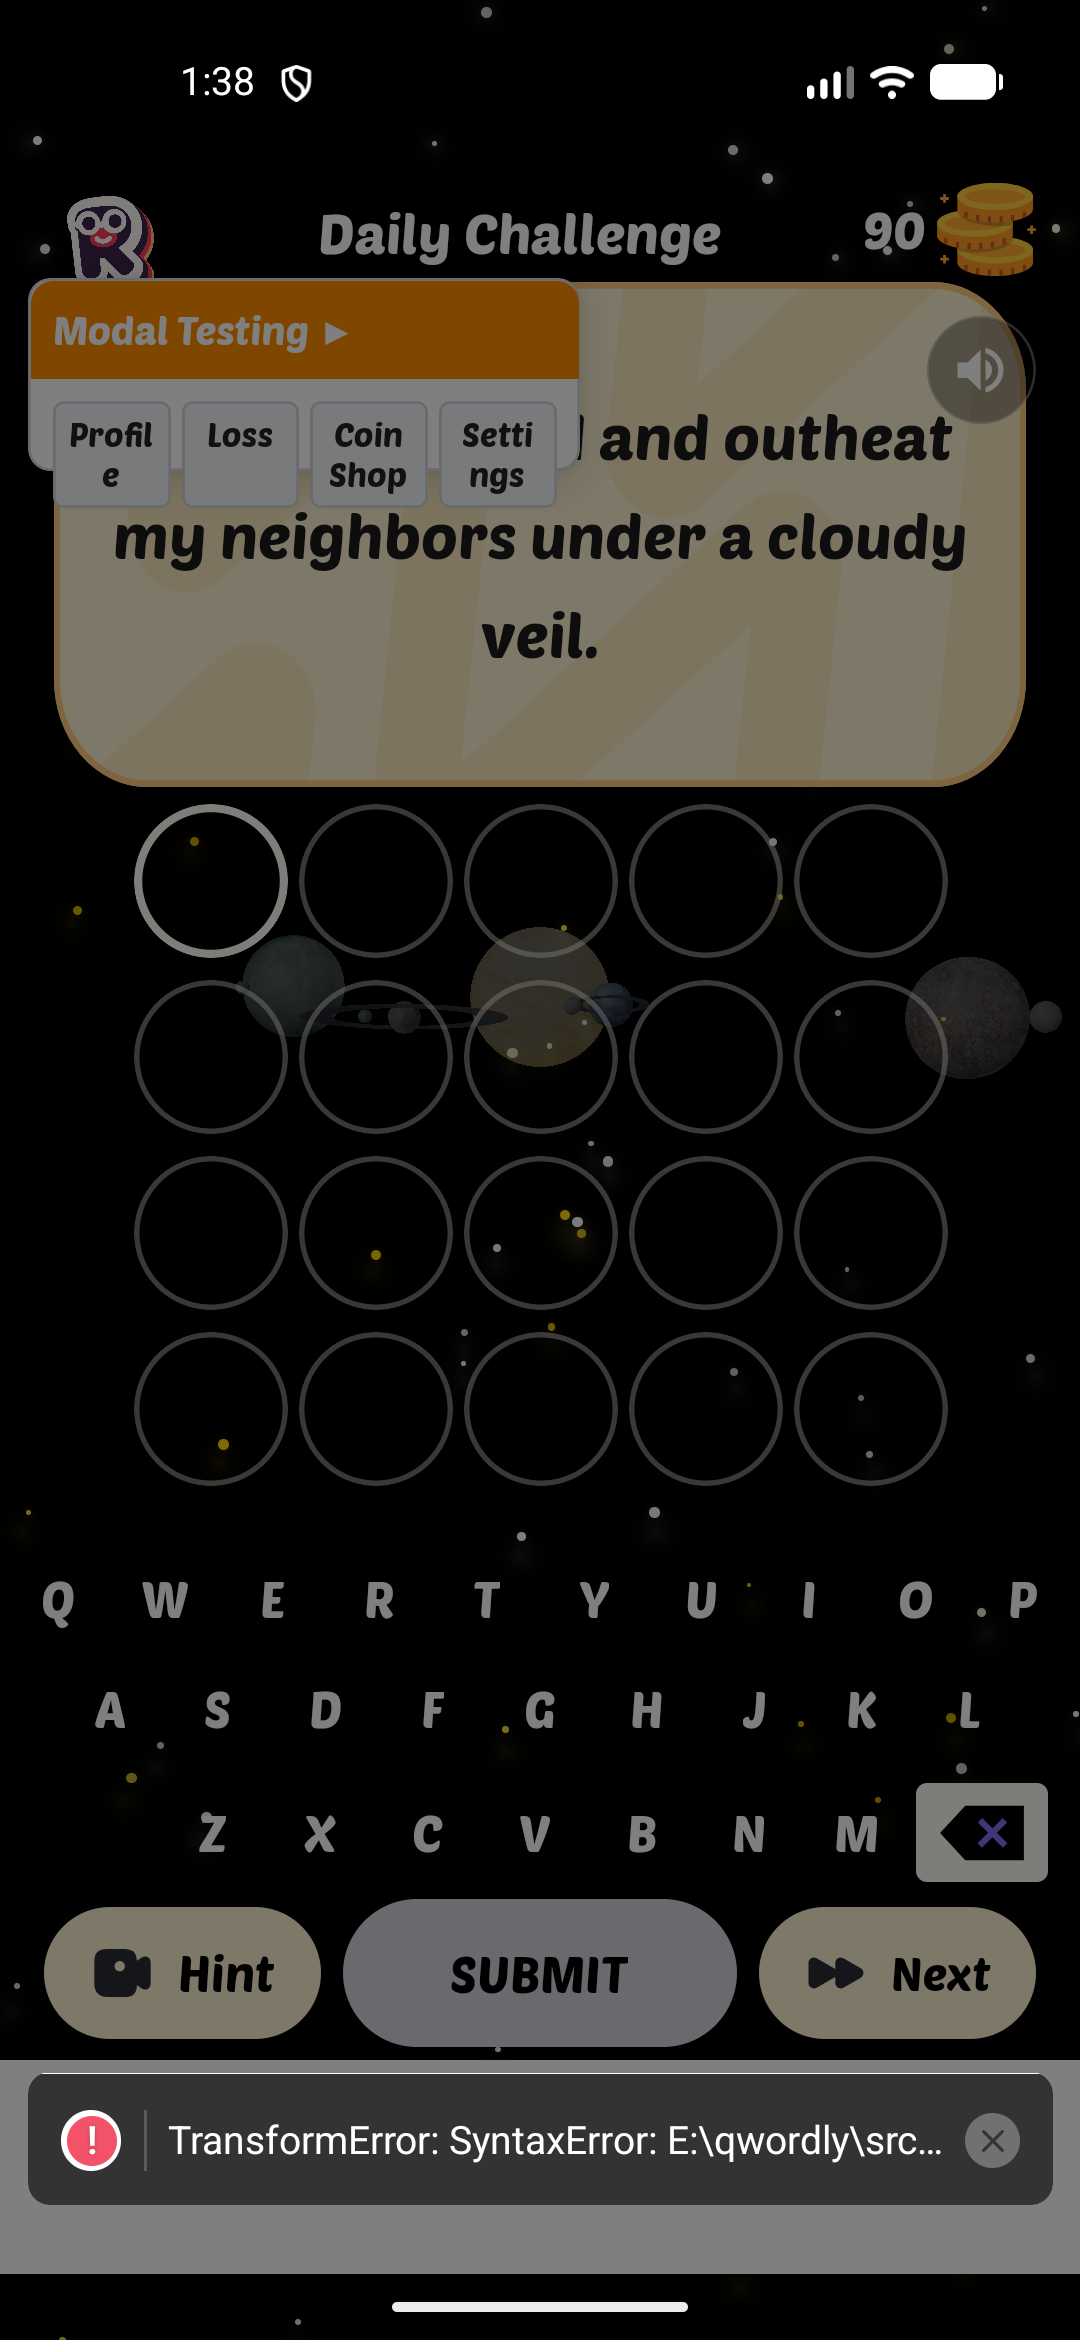 1:38
Daily Challenge
90
Modal Testing ►
Profil
e
Loss
Coin
Shop
Setti
ngs
and outheat
my neighbors under a cloudy
veil.
Q W E R T Y U I O P
A S D F G H J K L
Z X C V B N M
Hint
SUBMIT
Next
TransformError: SyntaxError: E:\qwordly\src...